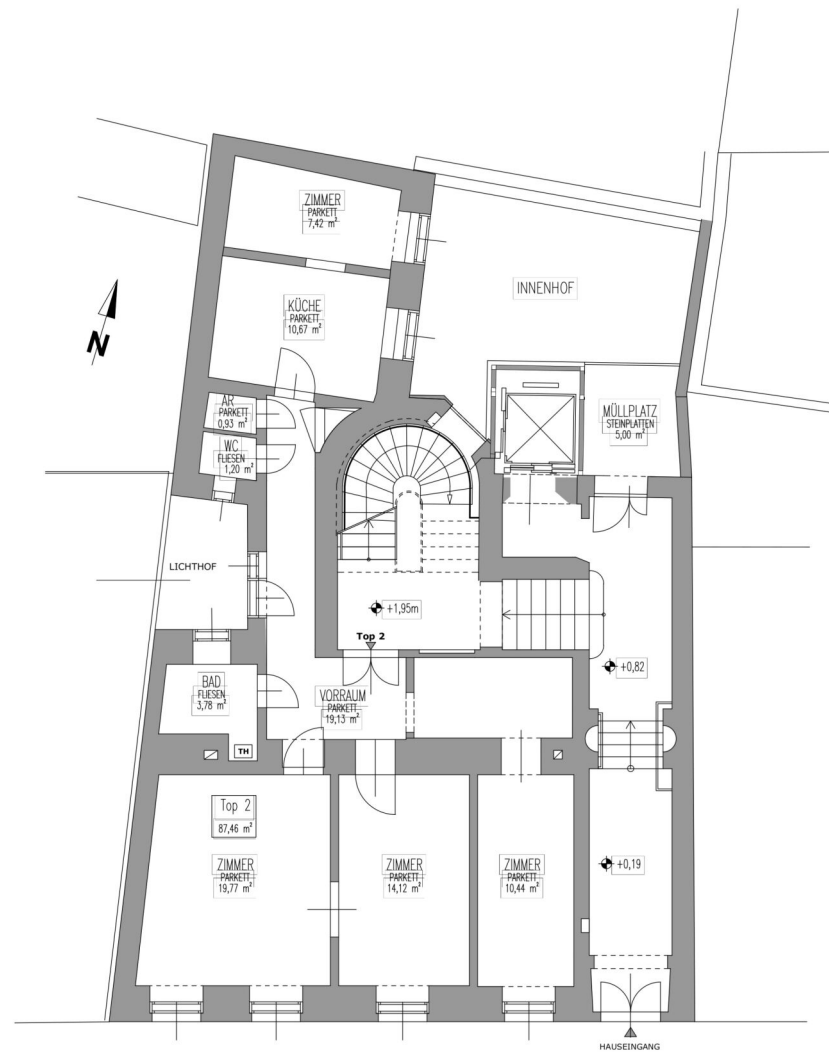 ZIMMER
PARKETT
7,42 m²
INNENHOF
KÜCHE
PARKETT
10,67 m²
N
AR
PARKETT
0,93 m²
MÜLLPLATZ
STEINPLATTEN
5,00 m²
WC
FLIESEN
1,20 m²
LICHTHOF
+1,95m
Top 2
+0,82
BAD
FLIESEN
3,78 m²
VORRAUM
PARKETT
19,13 m²
TH
Top 2
87,46 m²
ZIMMER
PARKETT
19,77 m²
ZIMMER
PARKETT
14,12 m²
ZIMMER
PARKETT
10,44 m²
+0,19
HAUSEINGANG